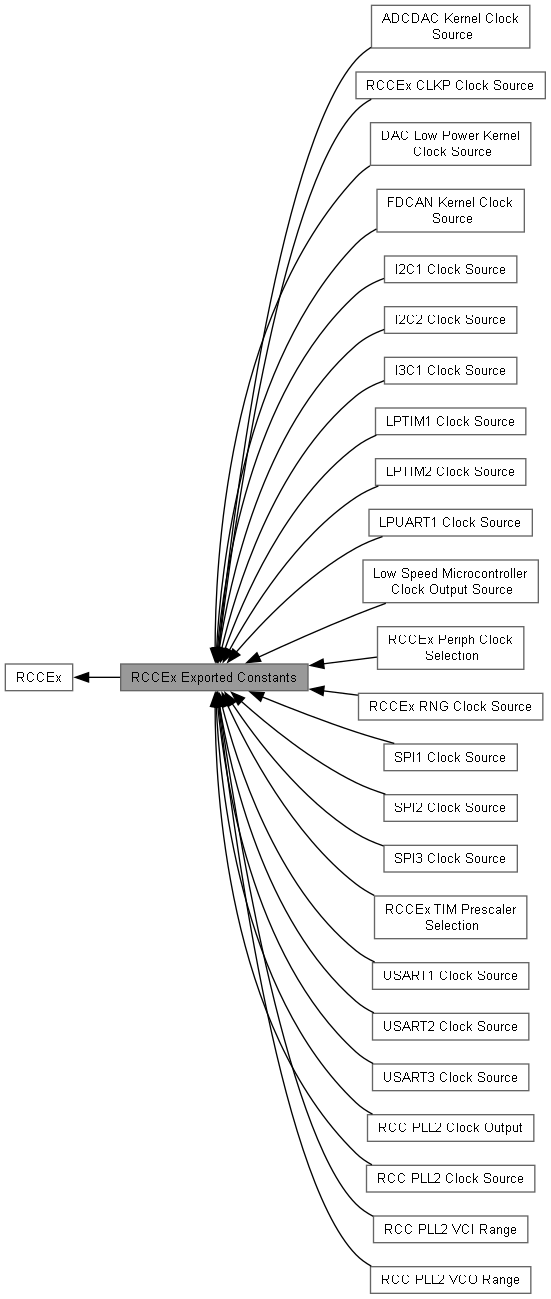 ADCDAC Kernel Clock
Source
RCCEx CLKP Clock Source
DAC Low Power Kernel
Clock Source
FDCAN Kernel Clock
Source
I2C1 Clock Source
I2C2 Clock Source
I3C1 Clock Source
LPTIM1 Clock Source
LPTIM2 Clock Source
LPUART1 Clock Source
Low Speed Microcontroller
Clock Output Source
RCCEx Periph Clock
Selection
RCCEx
RCCEx Exported Constants
RCCEx RNG Clock Source
SPI1 Clock Source
SPI2 Clock Source
SPI3 Clock Source
RCCEx TIM Prescaler
Selection
USART1 Clock Source
USART2 Clock Source
USART3 Clock Source
RCC PLL2 Clock Output
RCC PLL2 Clock Source
RCC PLL2 VCI Range
RCC PLL2 VCO Range